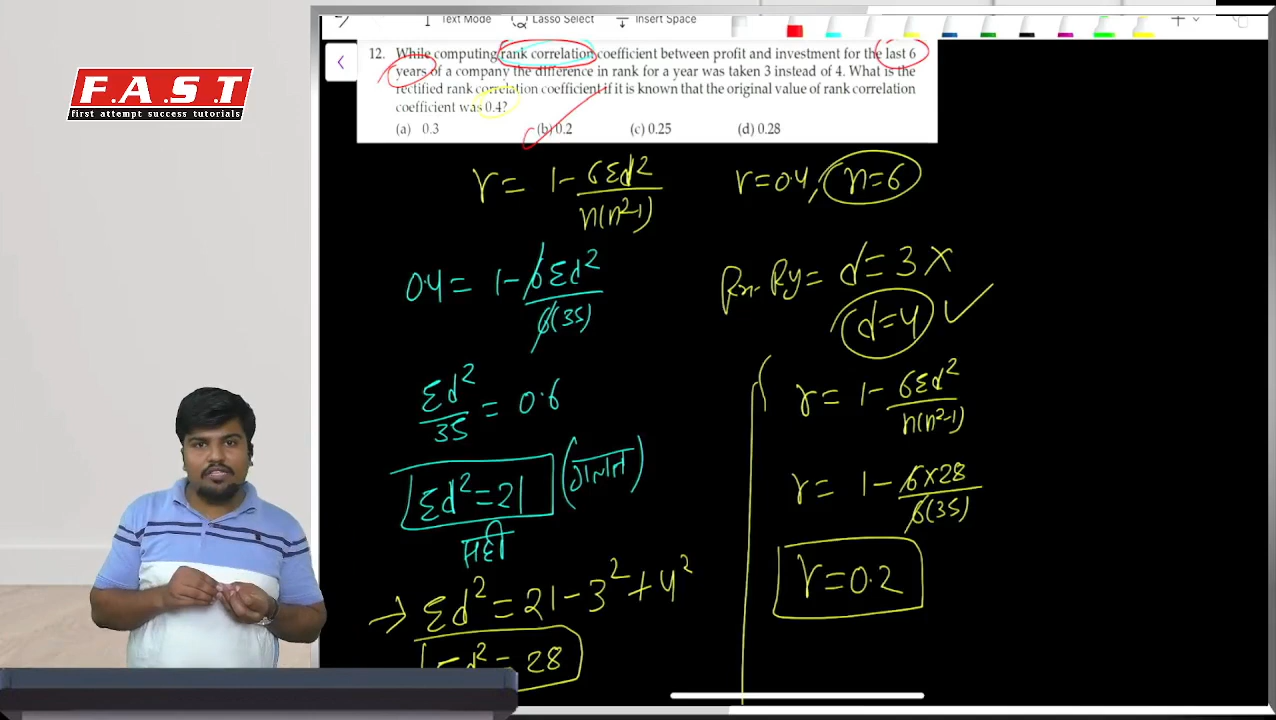 F.A.S.T
first attempt success tutorials
Text Mode
Lasso Select
Insert Space
12. While computing rank correlation coefficient between profit and investment for the last 6
years of a company the difference in rank for a year was taken 3 instead of 4. What is the
rectified rank correlation coefficient if it is known that the original value of rank correlation
coefficient was 0.4?
(a) 0.3 (b) 0.2 (c) 0.25 (d) 0.28
r = 1 - 6Σd²/n(n²-1)
r=0.4, n=6
0.4 = 1 - 6Σd²/6(35)
Rx - Ry = d = 3 X
d=4 ✓
Σd²/35 = 0.6
Σd² = 21 (गलत)
सही
→ Σd² = 21 - 3² + 4²
Σd² = 28
r = 1 - 6Σd²/n(n²-1)
r = 1 - 6×28/6(35)
r=0.2